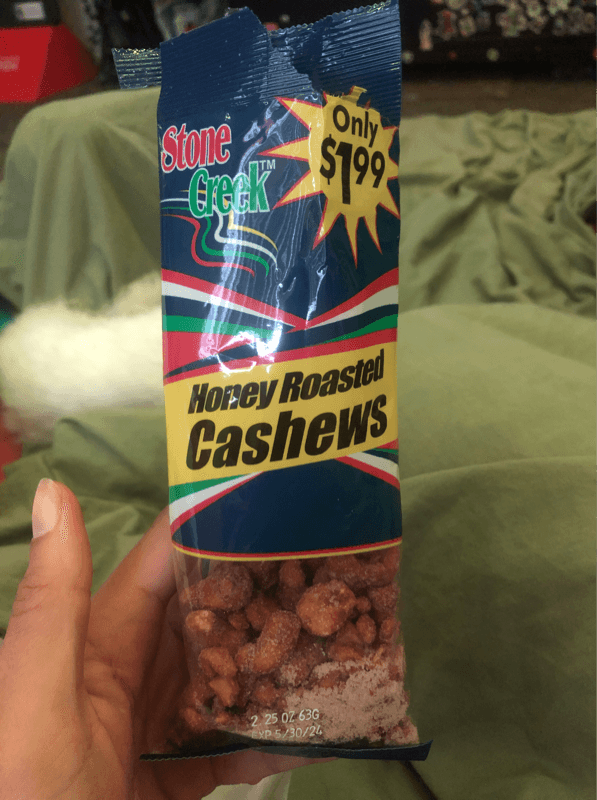 Only
$1.99
Stone
Creek™
Honey Roasted
Cashews
2.25 OZ 63G
EXP 5/30/24